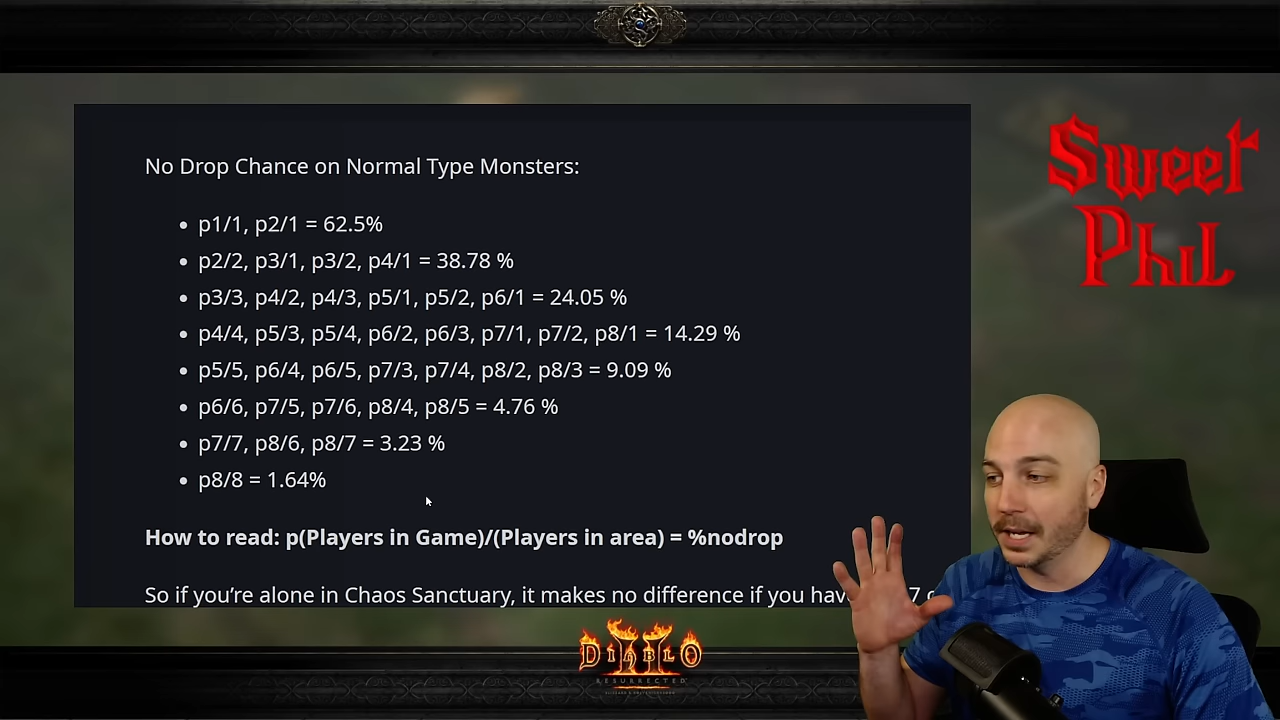 Sweet
Phil
No Drop Chance on Normal Type Monsters:
p1/1, p2/1 = 62.5%
p2/2, p3/1, p3/2, p4/1 = 38.78 %
p3/3, p4/2, p4/3, p5/1, p5/2, p6/1 = 24.05 %
p4/4, p5/3, p5/4, p6/2, p6/3, p7/1, p7/2, p8/1 = 14.29 %
p5/5, p6/4, p6/5, p7/3, p7/4, p8/2, p8/3 = 9.09 %
p6/6, p7/5, p7/6, p8/4, p8/5 = 4.76 %
p7/7, p8/6, p8/7 = 3.23 %
p8/8 = 1.64%
How to read: p(Players in Game)/(Players in area) = %nodrop
So if you’re alone in Chaos Sanctuary, it makes no difference if you 7
DIABLO
II
RESURRECTED